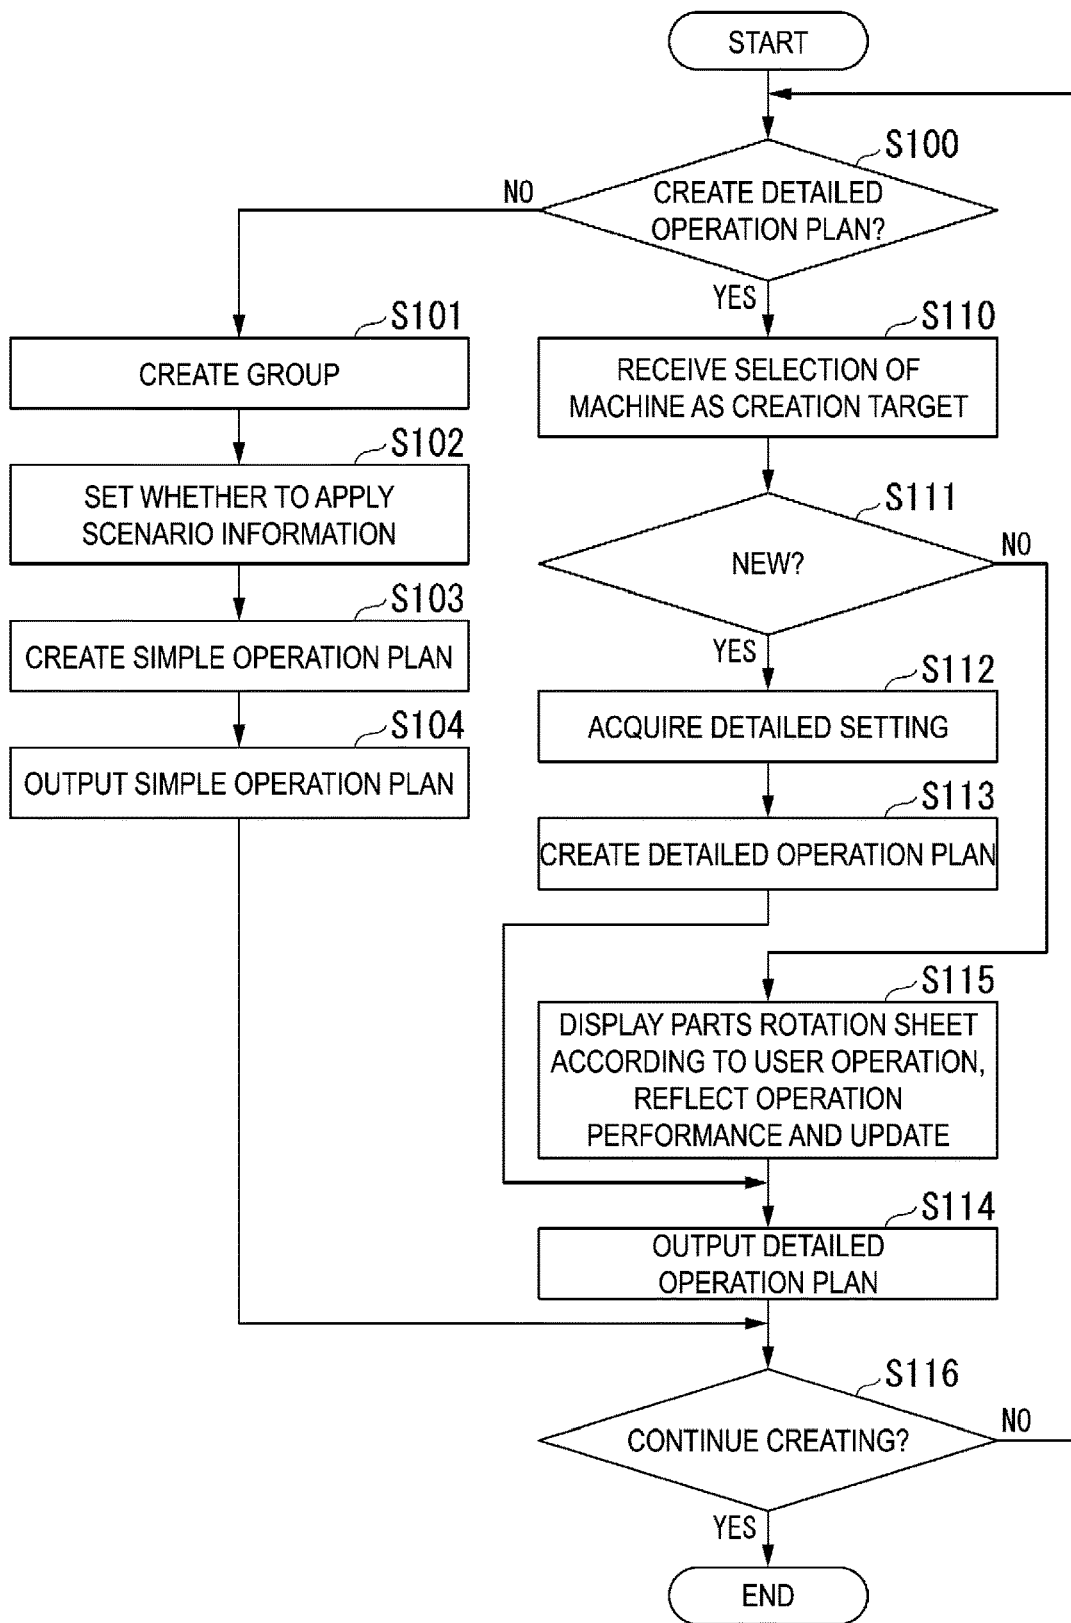 START
S100
CREATE DETAILED
OPERATION PLAN?
NO
YES
S101
CREATE GROUP
S102
SET WHETHER TO APPLY
SCENARIO INFORMATION
S103
CREATE SIMPLE OPERATION PLAN
S104
OUTPUT SIMPLE OPERATION PLAN
S110
RECEIVE SELECTION OF
MACHINE AS CREATION TARGET
S111
NEW?
NO
YES
S112
ACQUIRE DETAILED SETTING
S113
CREATE DETAILED OPERATION PLAN
S115
DISPLAY PARTS ROTATION SHEET
ACCORDING TO USER OPERATION,
REFLECT OPERATION
PERFORMANCE AND UPDATE
S114
OUTPUT DETAILED
OPERATION PLAN
S116
CONTINUE CREATING?
NO
YES
END